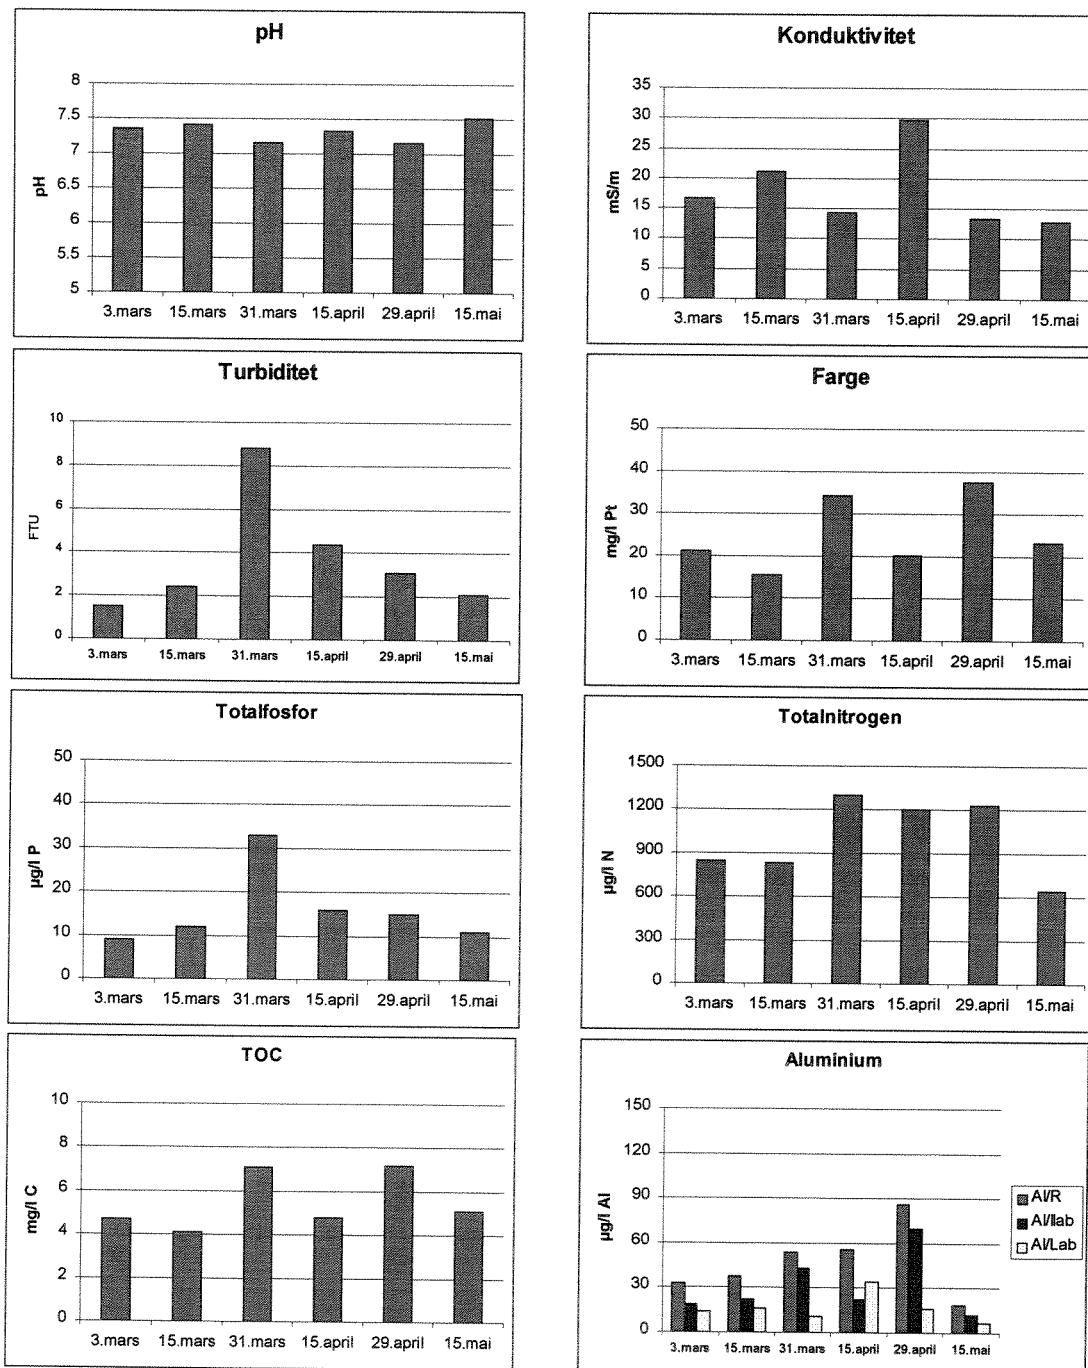 pH
8
7.5
7
6.5
6
5.5
5
pH
3.mars 15.mars 31.mars 15.april 29.april 15.mai
Konduktivitet
35
30
25
20
15
10
5
0
mS/m
3.mars 15.mars 31.mars 15.april 29.april 15.mai
Turbiditet
10
8
6
4
2
0
FTU
3.mars 15.mars 31.mars 15.april 29.april 15.mai
Farge
50
40
30
20
10
0
mg/l Pt
3.mars 15.mars 31.mars 15.april 29.april 15.mai
Totalfosfor
50
40
30
20
10
0
µg/l P
3.mars 15.mars 31.mars 15.april 29.april 15.mai
Totalnitrogen
1500
1200
900
600
300
0
µg/l N
3.mars 15.mars 31.mars 15.april 29.april 15.mai
TOC
10
8
6
4
2
0
mg/l C
3.mars 15.mars 31.mars 15.april 29.april 15.mai
Aluminium
150
120
90
60
30
0
µg/l Al
3.mars 15.mars 31.mars 15.april 29.april 15.mai
Al/R
Al/Ilab
Al/Lab